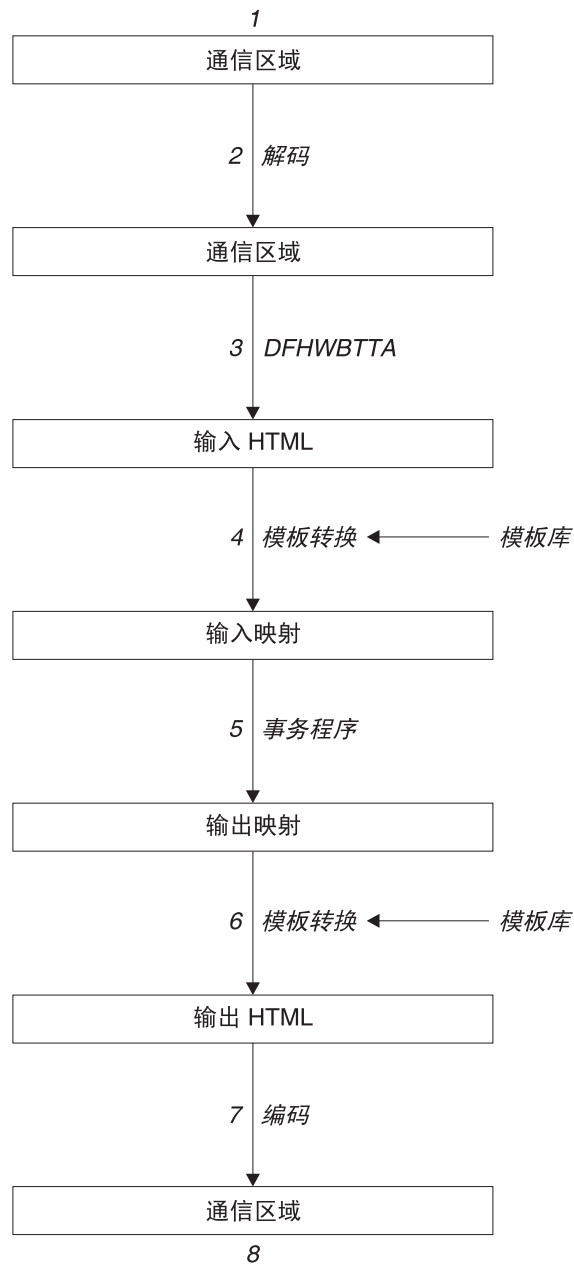 1
通信区域
2 解码
通信区域
3 DFHWBTTA
输入 HTML
4 模板转换 模板库
输入映射
5 事务程序
输出映射
6 模板转换 模板库
输出 HTML
7 编码
通信区域
8